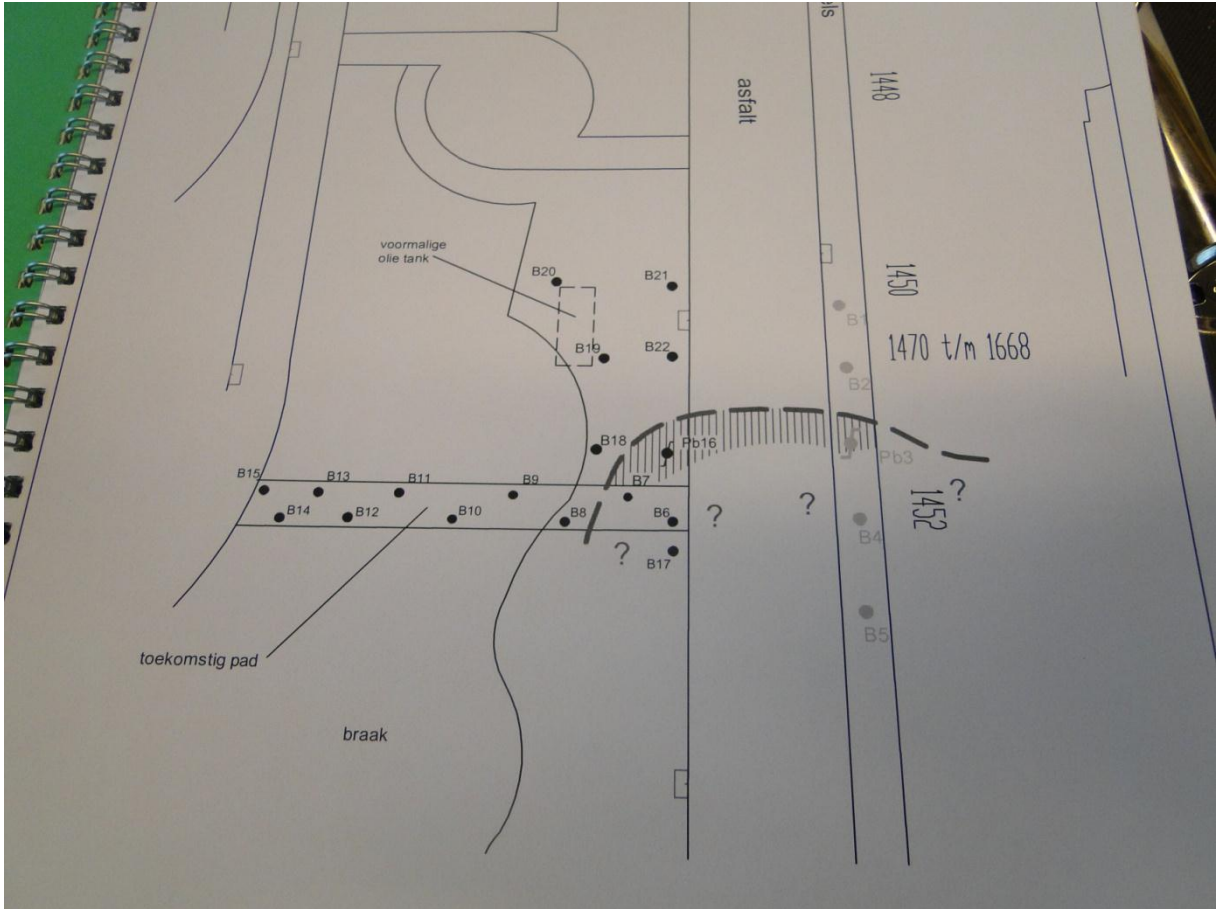 els
asfalt
1448
voormalige
olie tank
B20
B21
1450
B1
B19
B22
1470 t/m 1668
B2
B18
Pb16
Pb3
B15
B13
B11
B9
B7
?
1452
B14
B12
B10
B8
B6
?
?
B4
?
B17
B5
toekomstig pad
braak